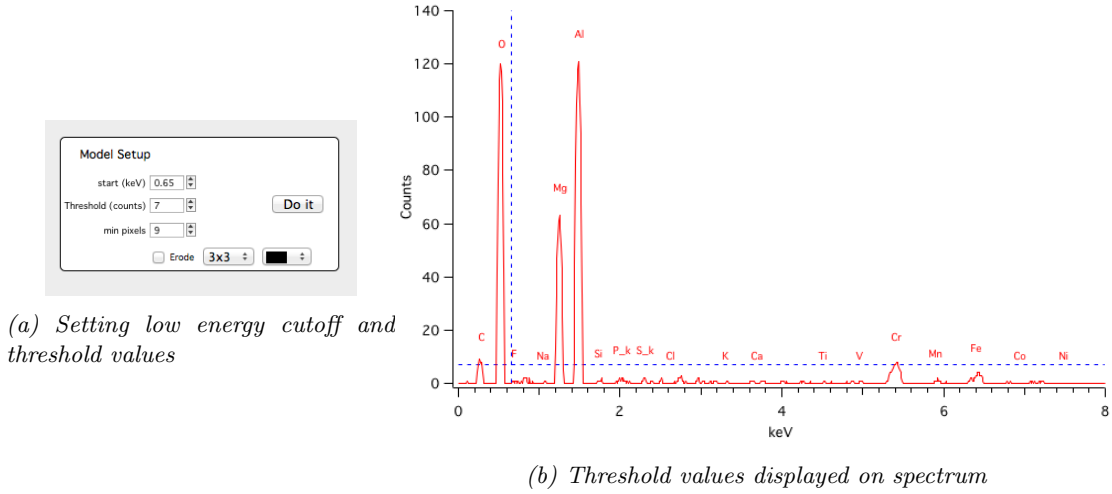 Model Setup
start (keV) 0.65
Threshold (counts) 7
Do it
min pixels 9
Erode 3x3
(a) Setting low energy cutoff and
threshold values
140
120
100
80
60
40
20
0
Counts
O
Al
Mg
C
F
Na
Si
P_k
S_k
Cl
K
Ca
Ti
V
Cr
Mn
Fe
Co
Ni
0 2 4 6 8
keV
(b) Threshold values displayed on spectrum